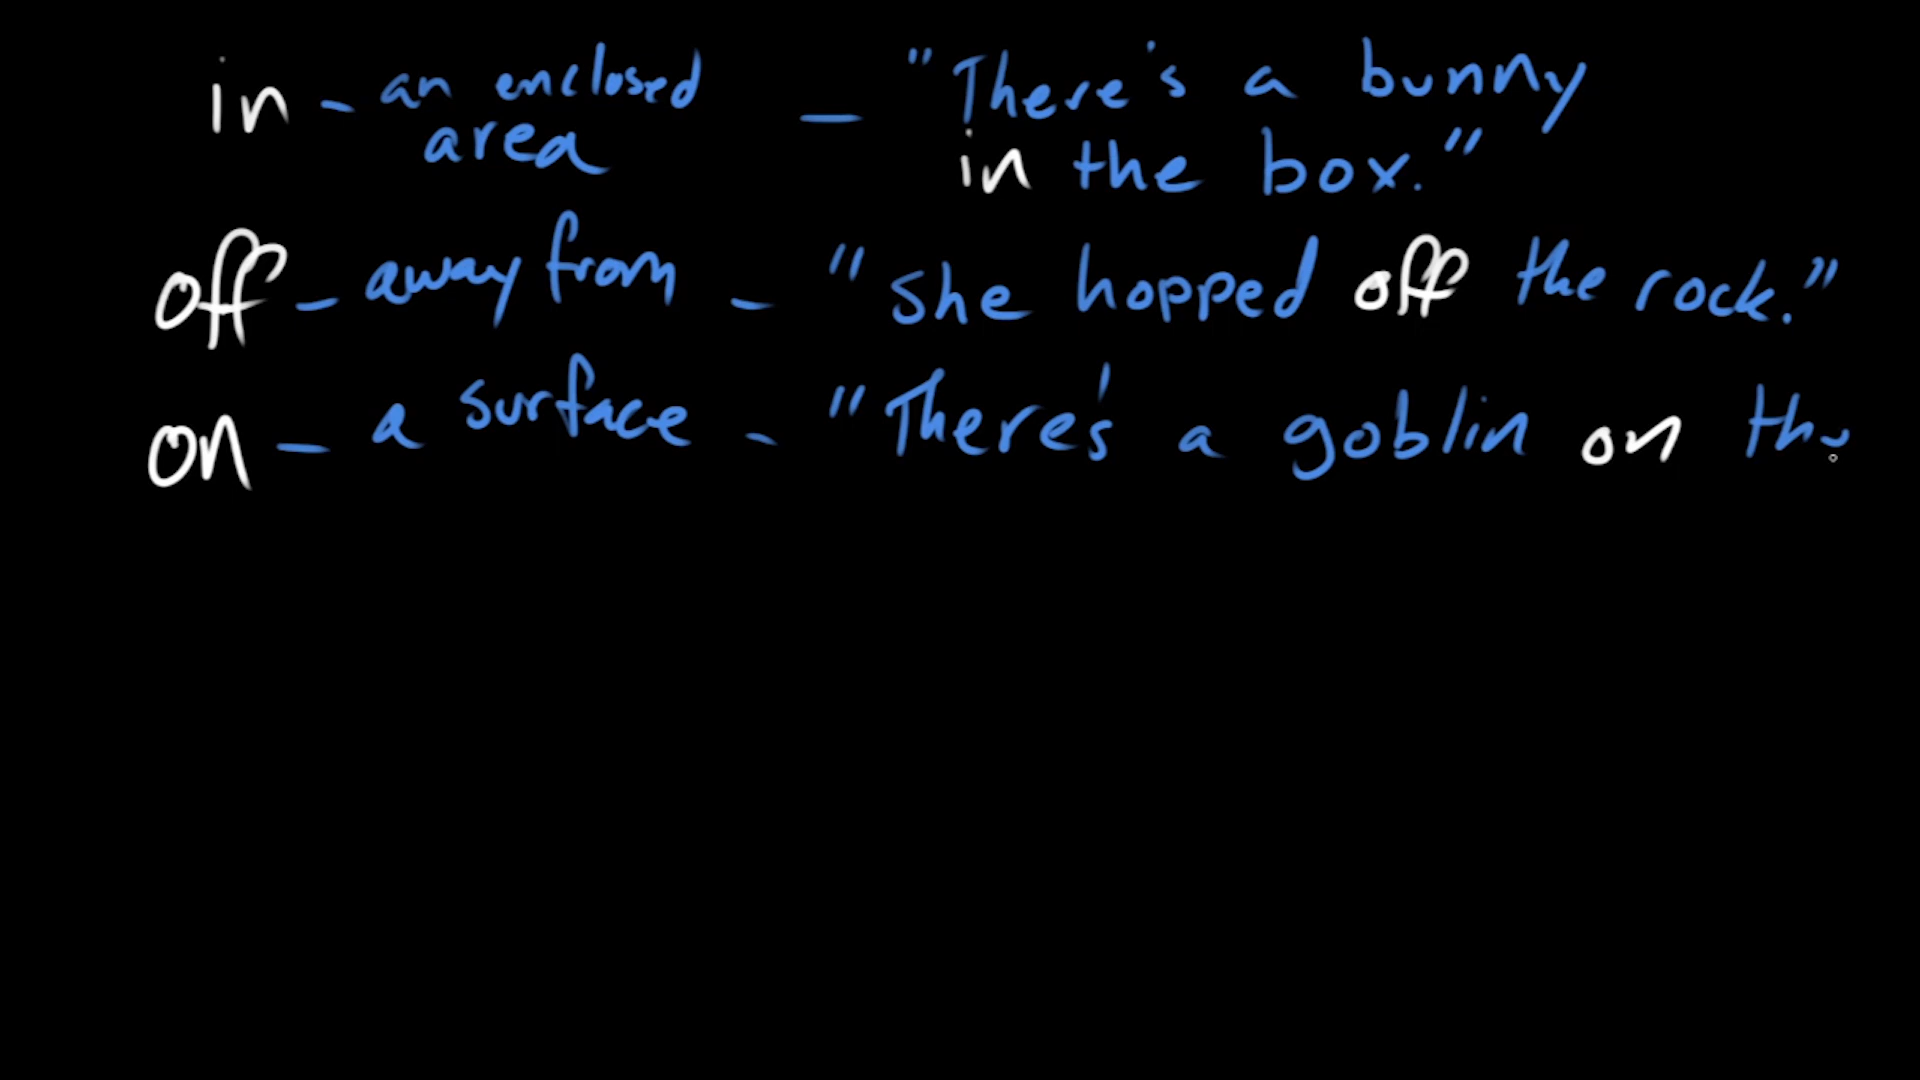 in - an enclosed area - "There's a bunny
in the box."
off - away from - "She hopped off the rock."
on - a surface - "There's a goblin on th